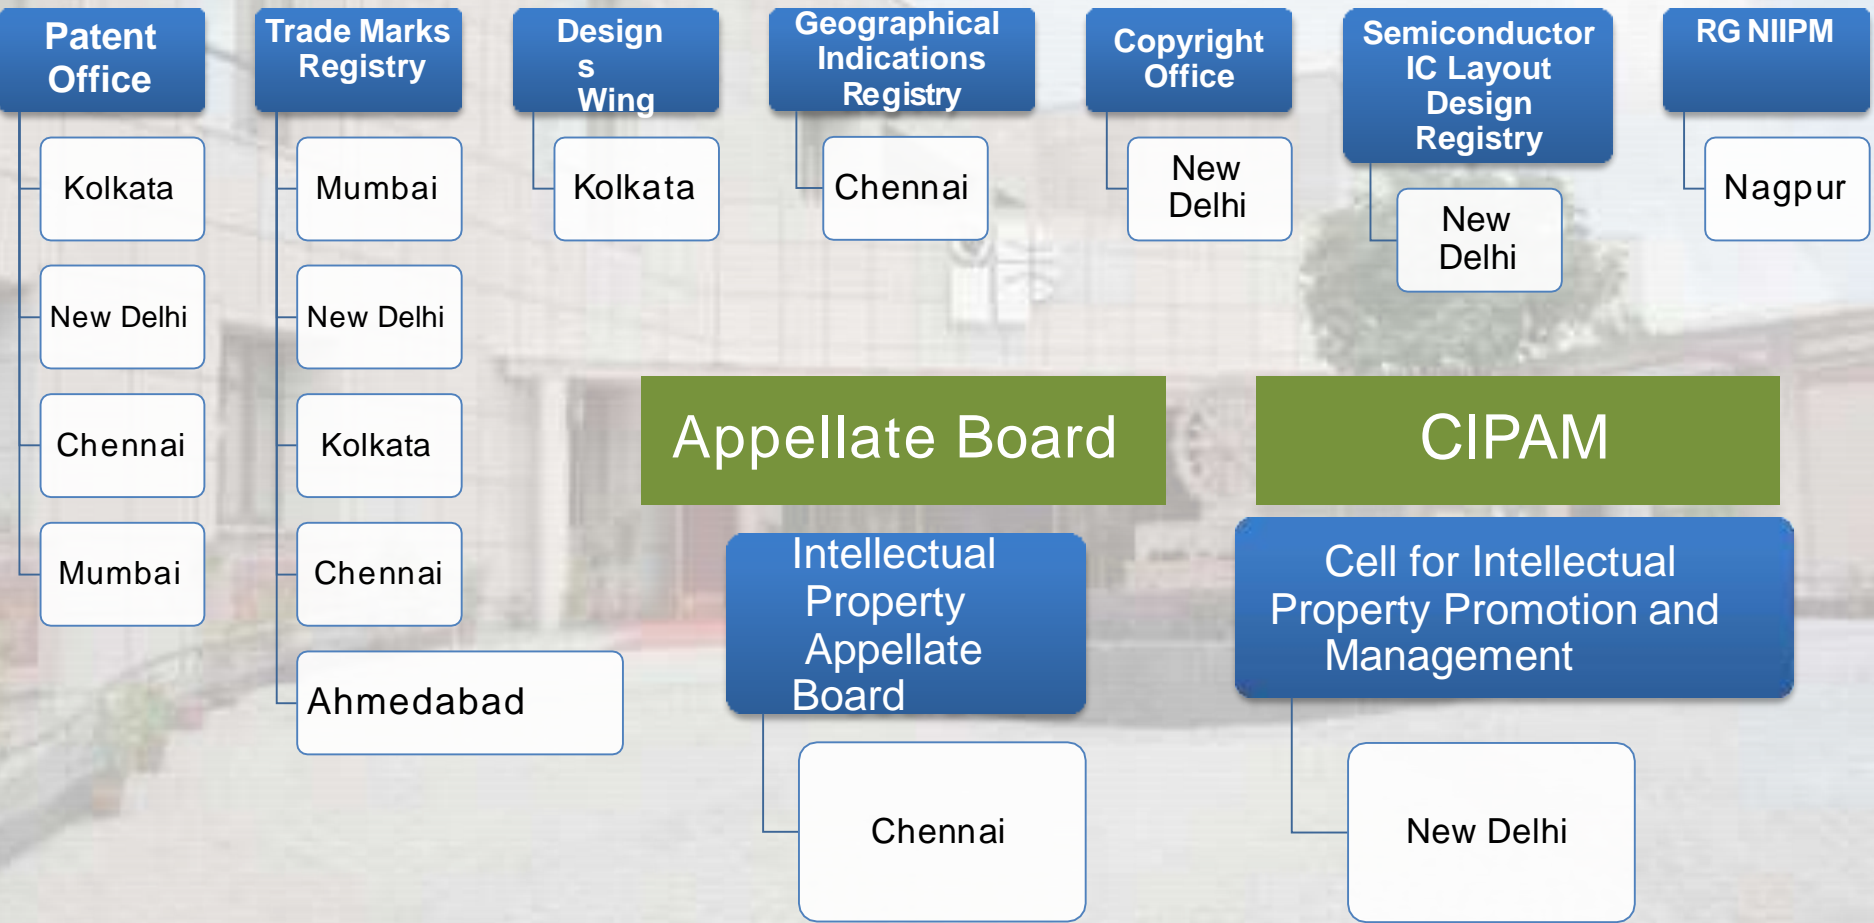 Patent
Office
Kolkata
New Delhi
Chennai
Mumbai
Trade Marks
Registry
Mumbai
New Delhi
Kolkata
Chennai
Ahmedabad
Design
s
Wing
Kolkata
Geographical
Indications
Registry
Chennai
Copyright
Office
New
Delhi
Semiconductor
IC Layout
Design
Registry
New
Delhi
RG NIIPM
Nagpur
Appellate Board
Intellectual
Property
Appellate
Board
Chennai
CIPAM
Cell for Intellectual
Property Promotion and
Management
New Delhi